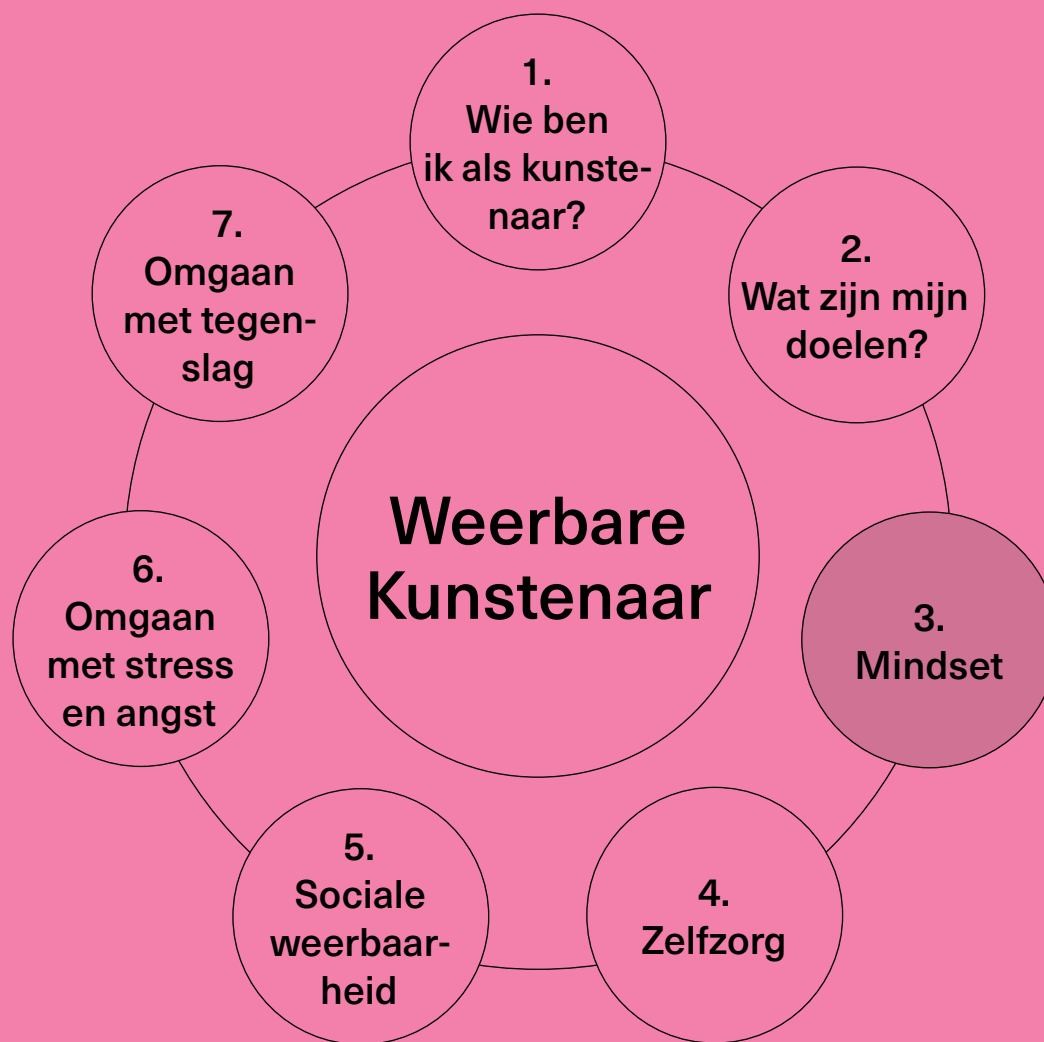 1.
Wie ben
ik als kunste-
naar?
2.
Wat zijn mijn
doelen?
3.
Mindset
4.
Zelfzorg
5.
Sociale
weerbaar-
heid
6.
Omgaan
met stress
en angst
7.
Omgaan
met tegen-
slag
Weerbare
Kunstenaar